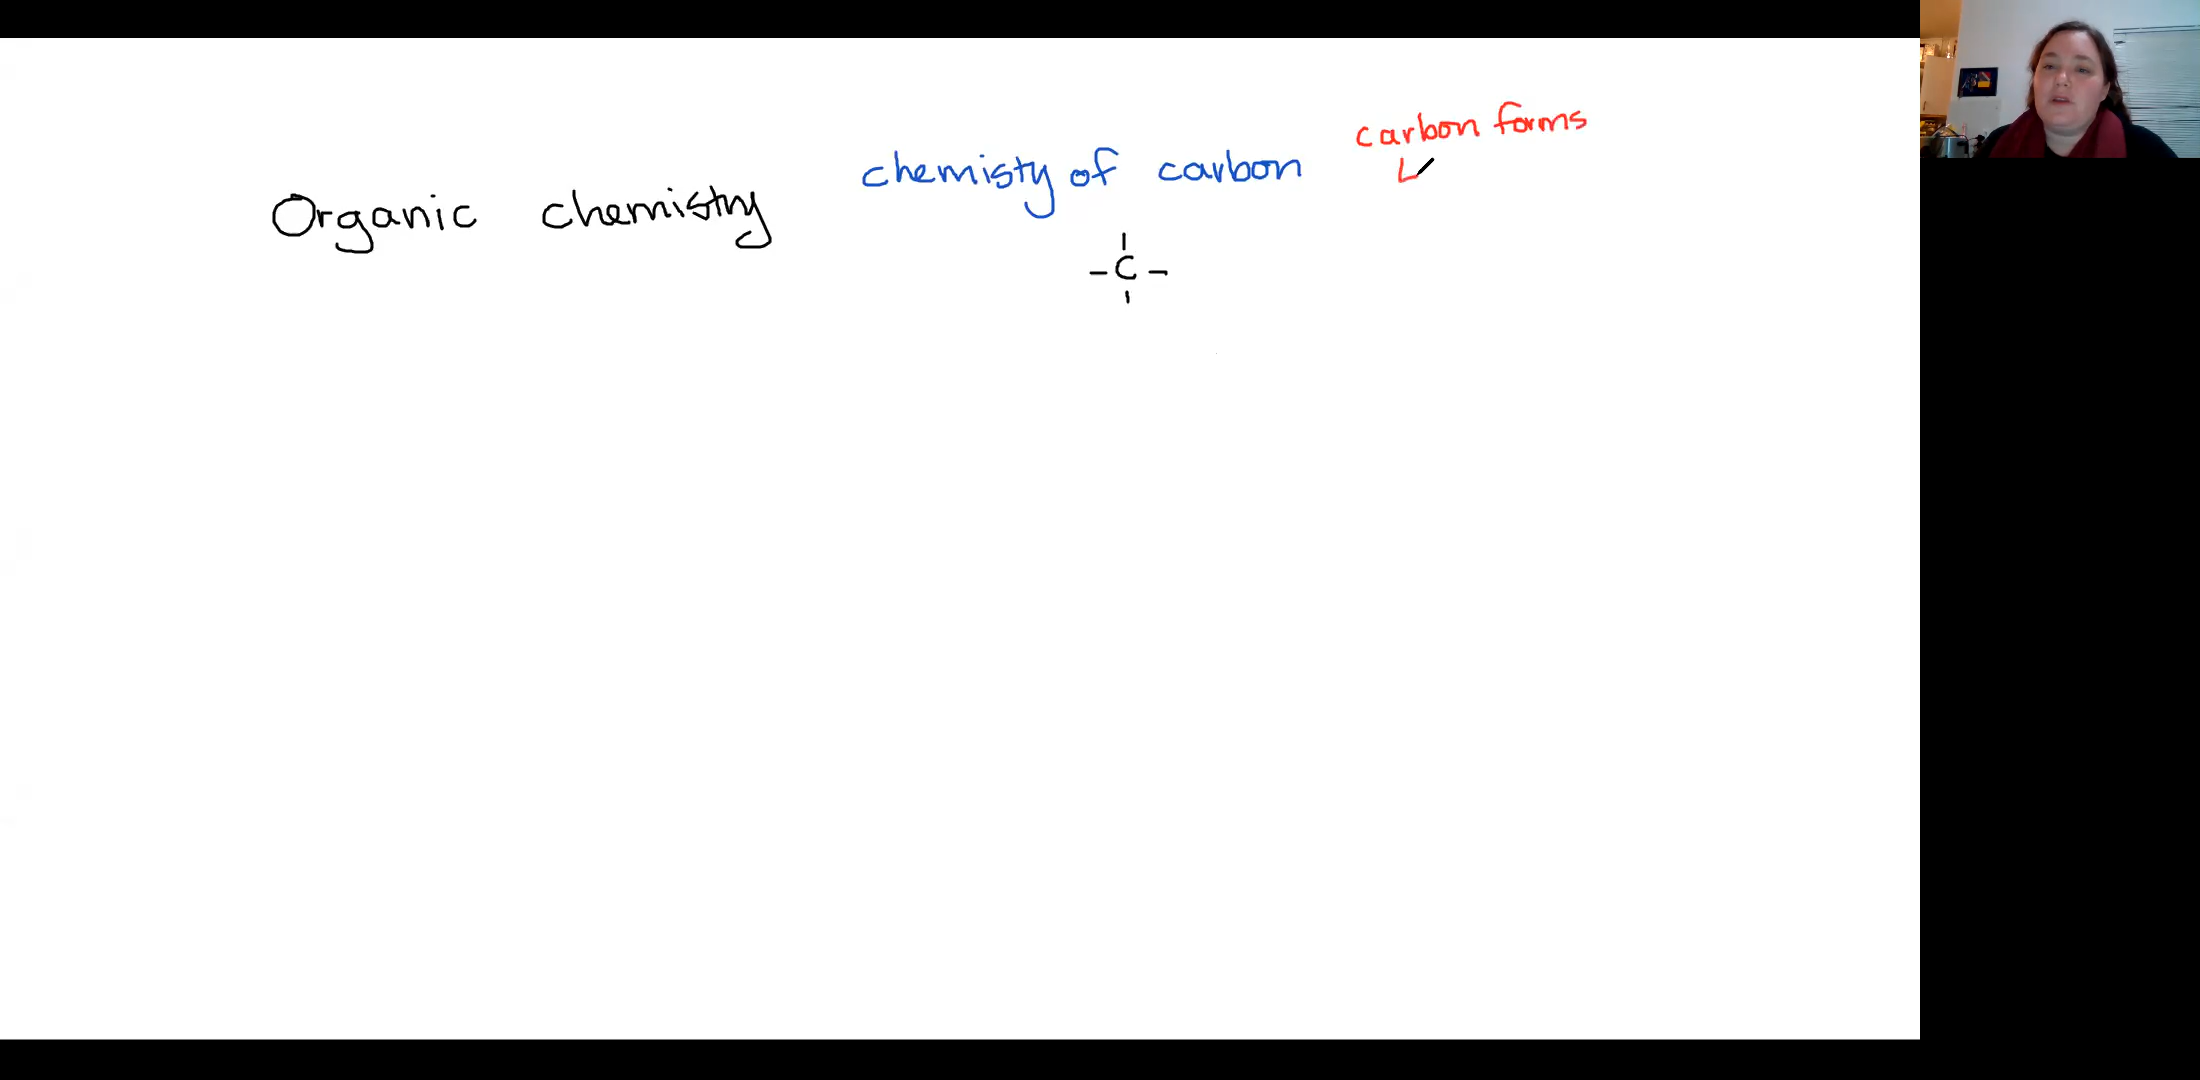 Organic chemistry
chemisty of carbon
carbon forms
L
- C -